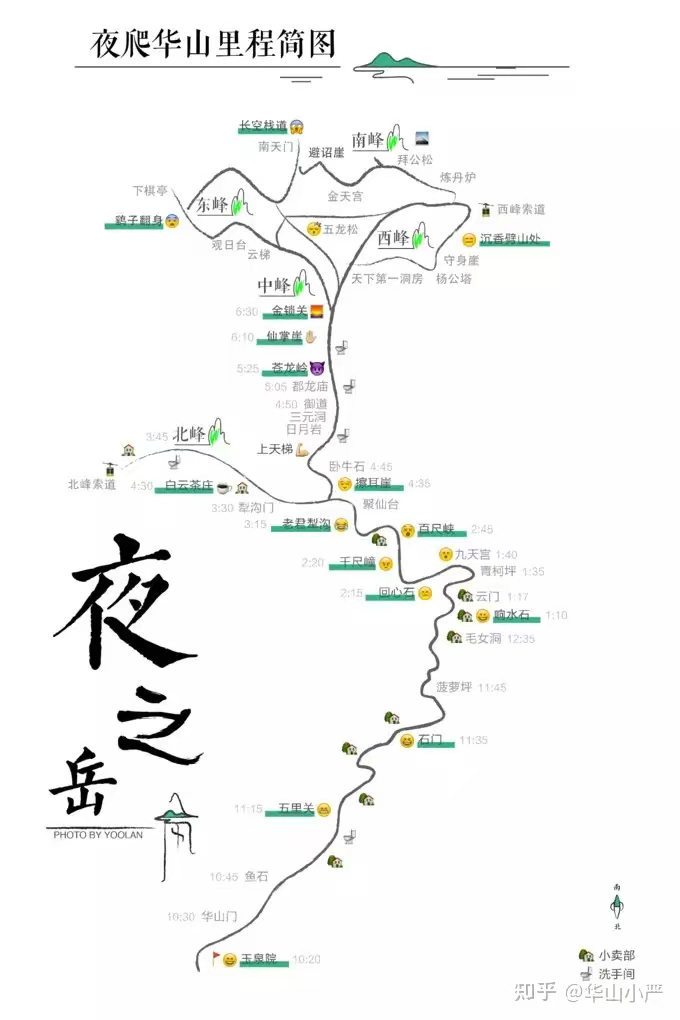 夜爬华山里程简图
长空栈道
南天门
避诏崖
南峰
拜公松
炼丹炉
金天宫
下棋亭
东峰
鹞子翻身
观日台
云梯
五龙松
西峰
西峰索道
沉香劈山处
守身崖
杨公塔
天下第一洞房
中峰
6:30 金锁关
6:10 仙掌崖
5:25 苍龙岭
5:05 都龙庙
4:50 御道
三元洞
日月岩
上天梯
3:45 北峰
北峰索道
4:30 白云茶庄
卧牛石 4:45
擦耳崖 4:35
聚仙台
3:30 犁沟门
3:15 老君犁沟
百尺峡 2:45
2:20 千尺幢
九天宫 1:40
青柯坪 1:35
2:15 回心石
云门 1:17
响水石 1:10
毛女洞 12:35
菠萝坪 11:45
石门 11:35
11:15 五里关
10:45 鱼石
10:30 华山门
玉泉院 10:20
夜之岳
PHOTO BY YOOLAN
南
北
小卖部
洗手间
知乎 @华山小严